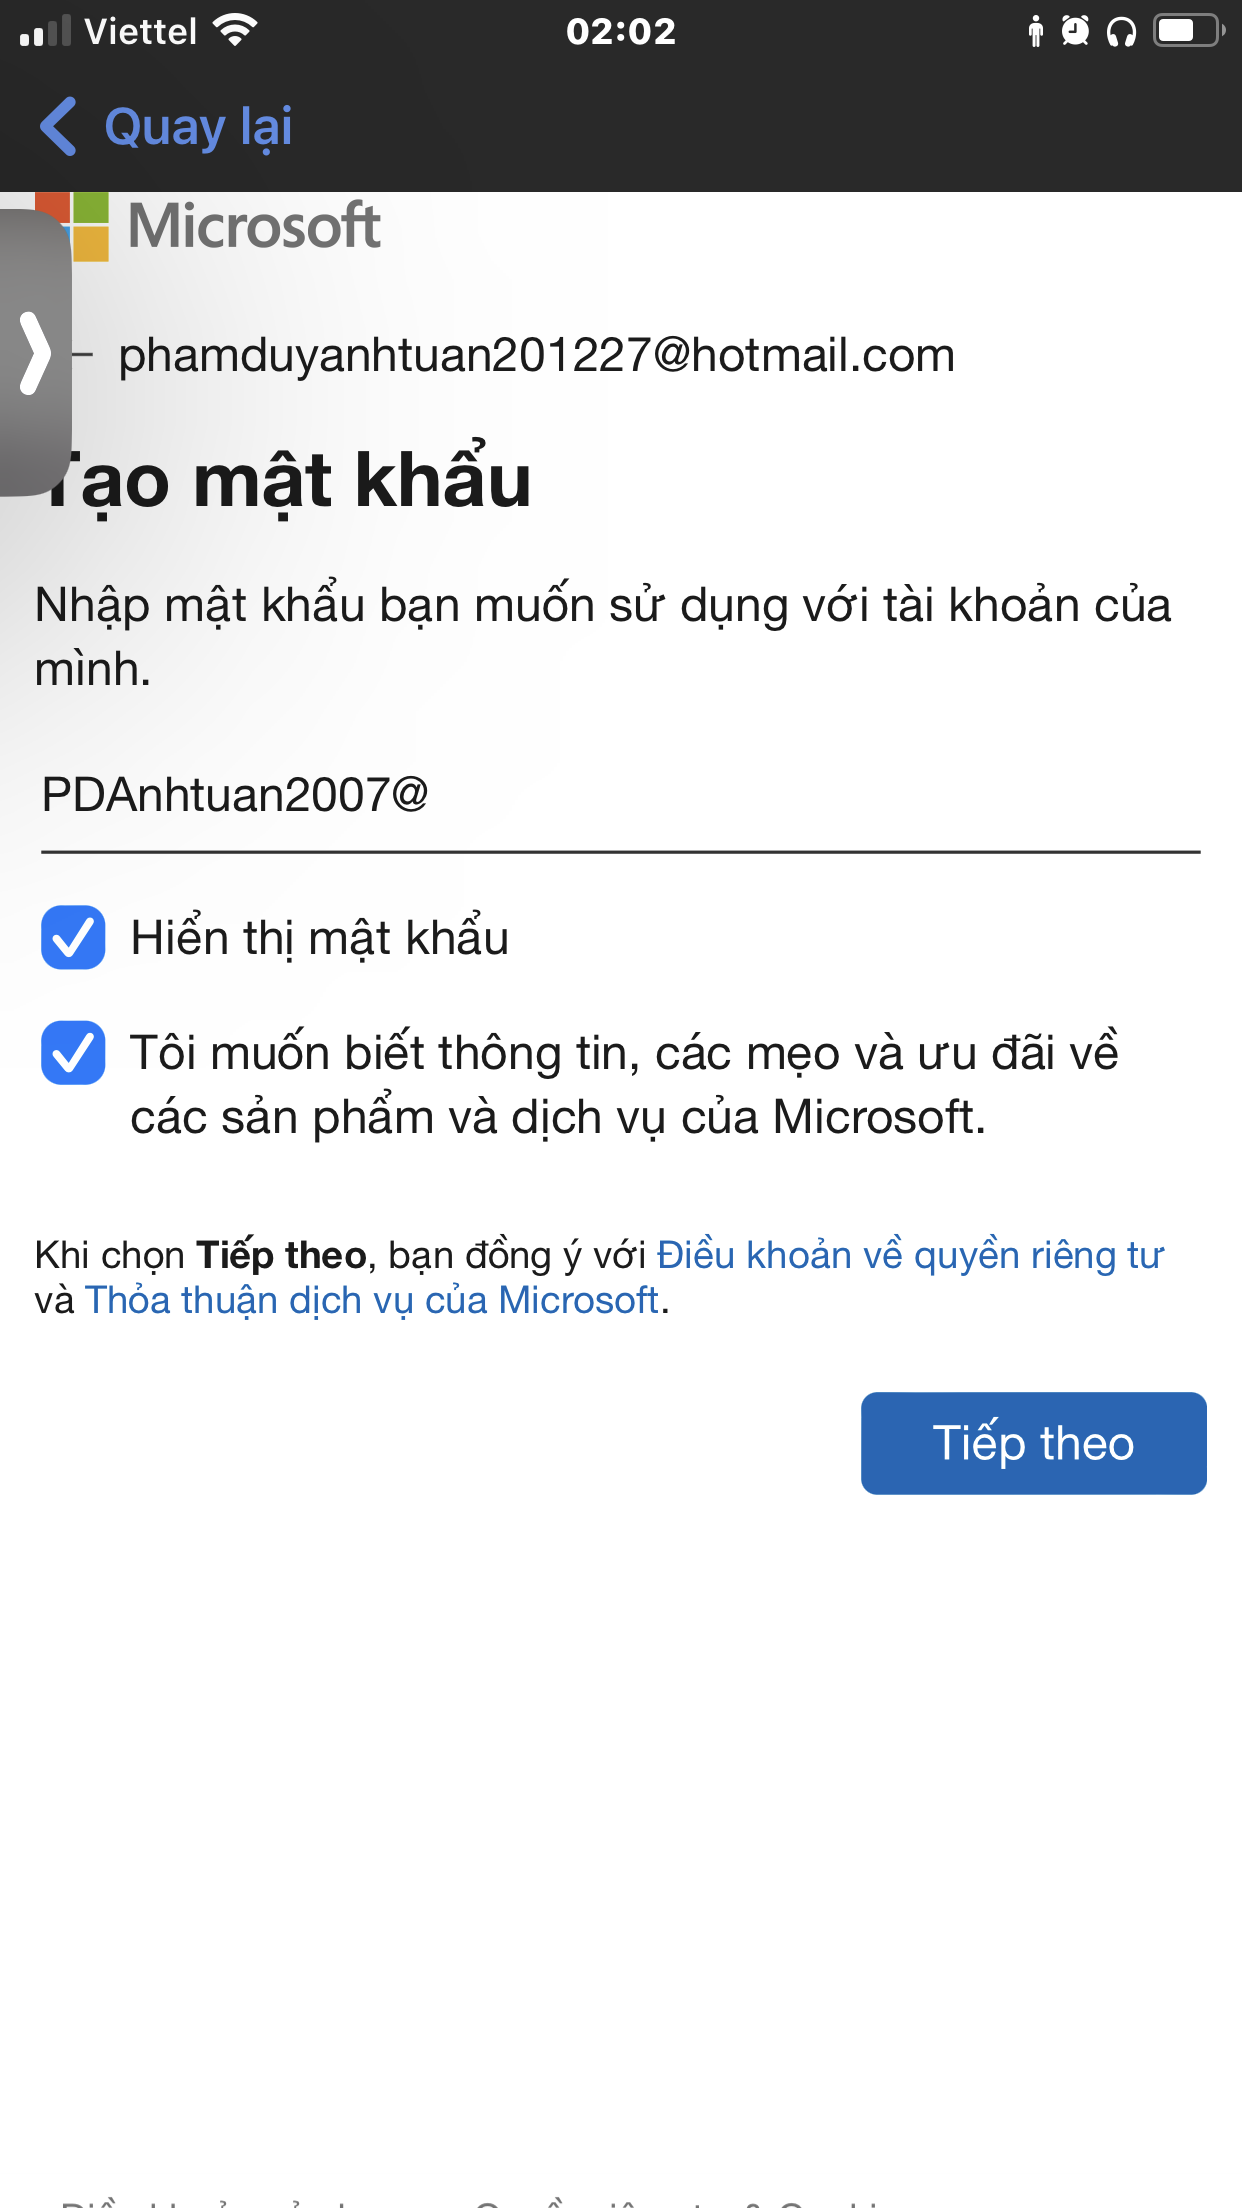 Viettel
02:02
Quay lại
Microsoft
phamduyanhtuan201227@hotmail.com
Tạo mật khẩu
Nhập mật khẩu bạn muốn sử dụng với tài khoản của
mình.
PDAnhtuan2007@
Hiển thị mật khẩu
Tôi muốn biết thông tin, các mẹo và ưu đãi về
các sản phẩm và dịch vụ của Microsoft.
Khi chọn Tiếp theo, bạn đồng ý với Điều khoản về quyền riêng tư
và Thỏa thuận dịch vụ của Microsoft.
Tiếp theo